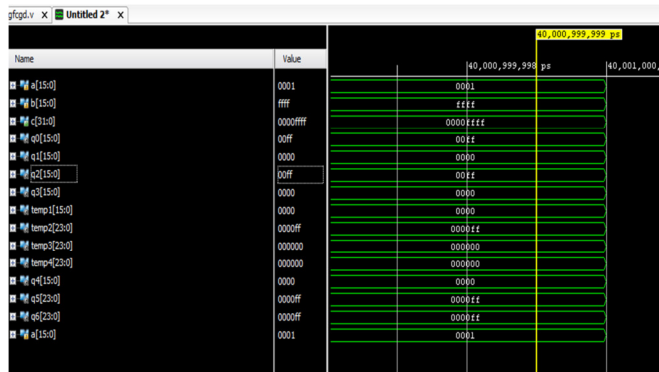 gfcgd.v X Untitled 2* X
40,000,999,999 ps
Name Value
40,000,999,998 ps 40,001,000,
a[15:0] 0001 0001
b[15:0] ffff ffff
c[31:0] 0000ffff 0000ffff
q0[15:0] 00ff 00ff
q1[15:0] 0000 0000
q2[15:0] 00ff 00ff
q3[15:0] 0000 0000
temp1[15:0] 0000 0000
temp2[23:0] 0000ff 0000ff
temp3[23:0] 000000 000000
temp4[23:0] 000000 000000
q4[15:0] 0000 0000
q5[23:0] 0000ff 0000ff
q6[23:0] 0000ff 0000ff
a[15:0] 0001 0001